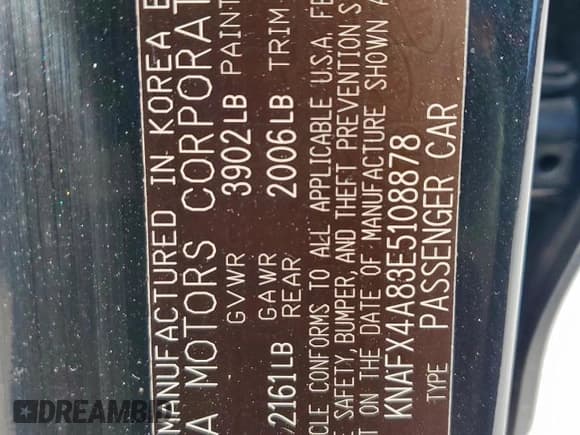 MANUFACTURED IN KOREA
A MOTORS CORPORAT
GVWR 3902LB PAINT
2161LB GAWR REAR 2006LB TRIM
CLE CONFORMS TO ALL APPLICABLE U.S.A. FE
E SAFETY, BUMPER, AND THEFT PREVENTION S
T ON THE DATE OF MANUFACTURE SHOWN A
KNAFX4A83E5108878
TYPE PASSENGER CAR
DREAMBID